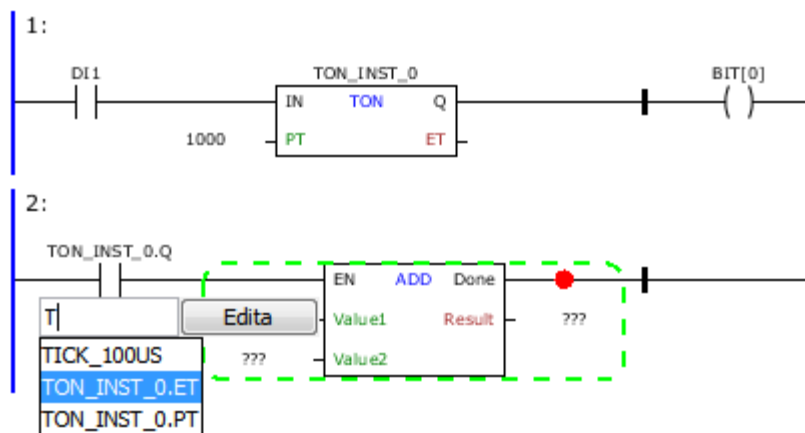 1:
DI1 TON_INST_0 BIT[0]
IN TON Q
1000 PT ET
2:
TON_INST_0.Q
EN ADD Done
T Edita Value1 Result ???
??? Value2
TICK_100US
TON_INST_0.ET
TON_INST_0.PT